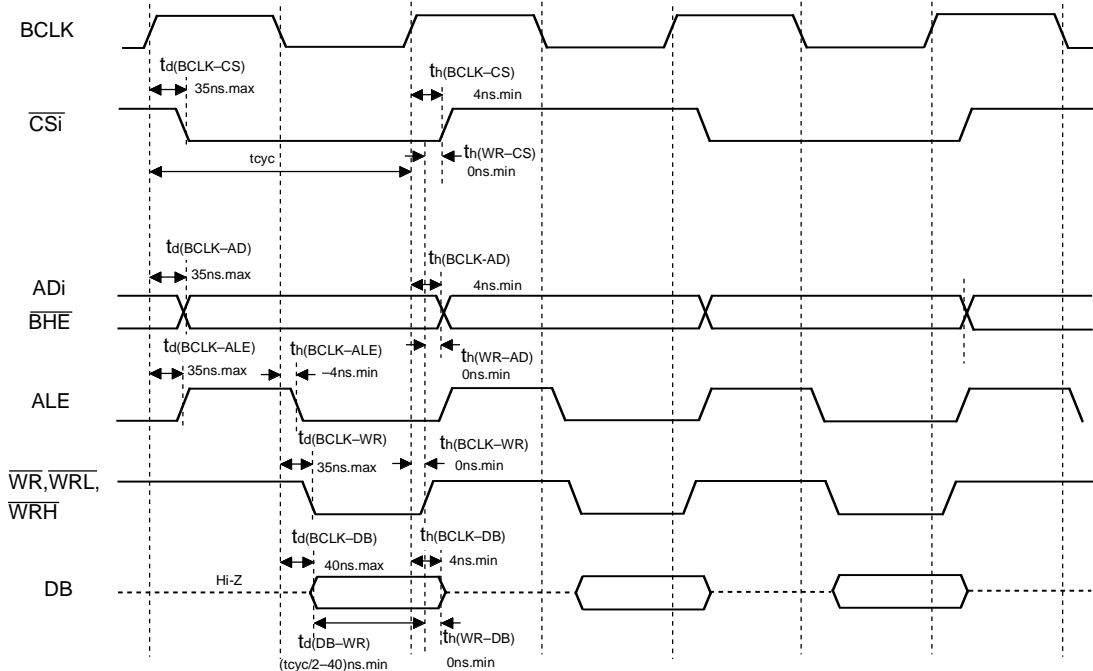 BCLK
td(BCLK–CS)
35ns.max
th(BCLK–CS)
4ns.min
CSi
tcyc
th(WR–CS)
0ns.min
td(BCLK–AD)
35ns.max
th(BCLK-AD)
4ns.min
ADi
BHE
td(BCLK–ALE)
35ns.max
th(BCLK–ALE)
–4ns.min
th(WR–AD)
0ns.min
ALE
td(BCLK–WR)
35ns.max
th(BCLK–WR)
0ns.min
WR,WRL,
WRH
td(BCLK–DB)
40ns.max
th(BCLK–DB)
4ns.min
DB
Hi-Z
td(DB–WR)
(tcyc/2–40)ns.min
th(WR–DB)
0ns.min